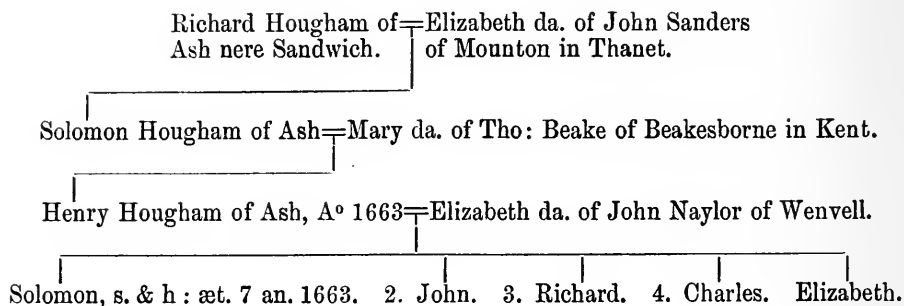 Richard Hougham of Elizabeth da. of John Sanders
Ash nere Sandwich. of Mounton in Thanet.
Solomon Hougham of Ash Mary da. of Tho: Beake of Beakesborne in Kent.
Henry Hougham of Ash, Aº 1663 Elizabeth da. of John Naylor of Wenvell.
Solomon, s. & h : æt. 7 an. 1663. 2. John. 3. Richard. 4. Charles. Elizabeth.